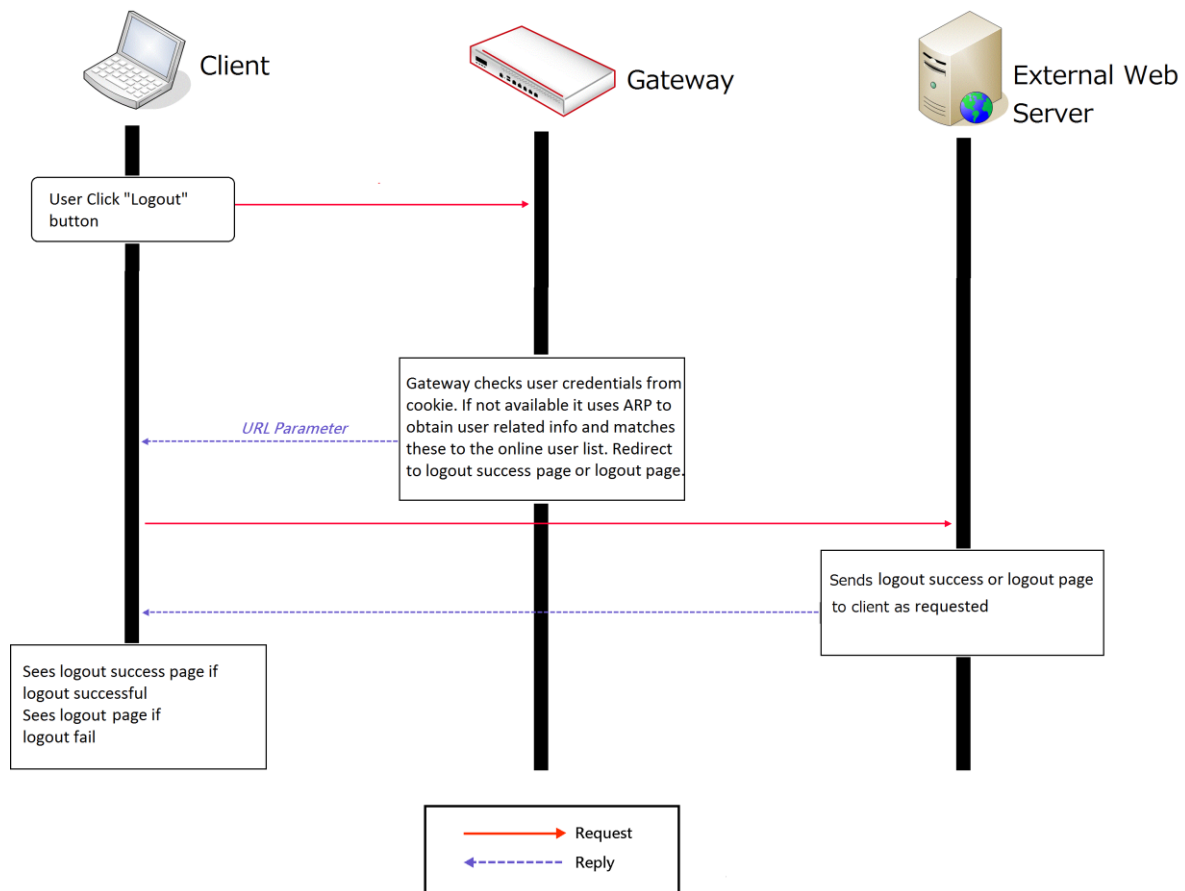 Client
Gateway
External Web
Server
User Click "Logout"
button
Gateway checks user credentials from
cookie. If not available it uses ARP to
obtain user related info and matches
these to the online user list. Redirect
to logout success page or logout page.
URL Parameter
Sends logout success or logout page
to client as requested
Sees logout success page if
logout successful
Sees logout page if
logout fail
Request
Reply